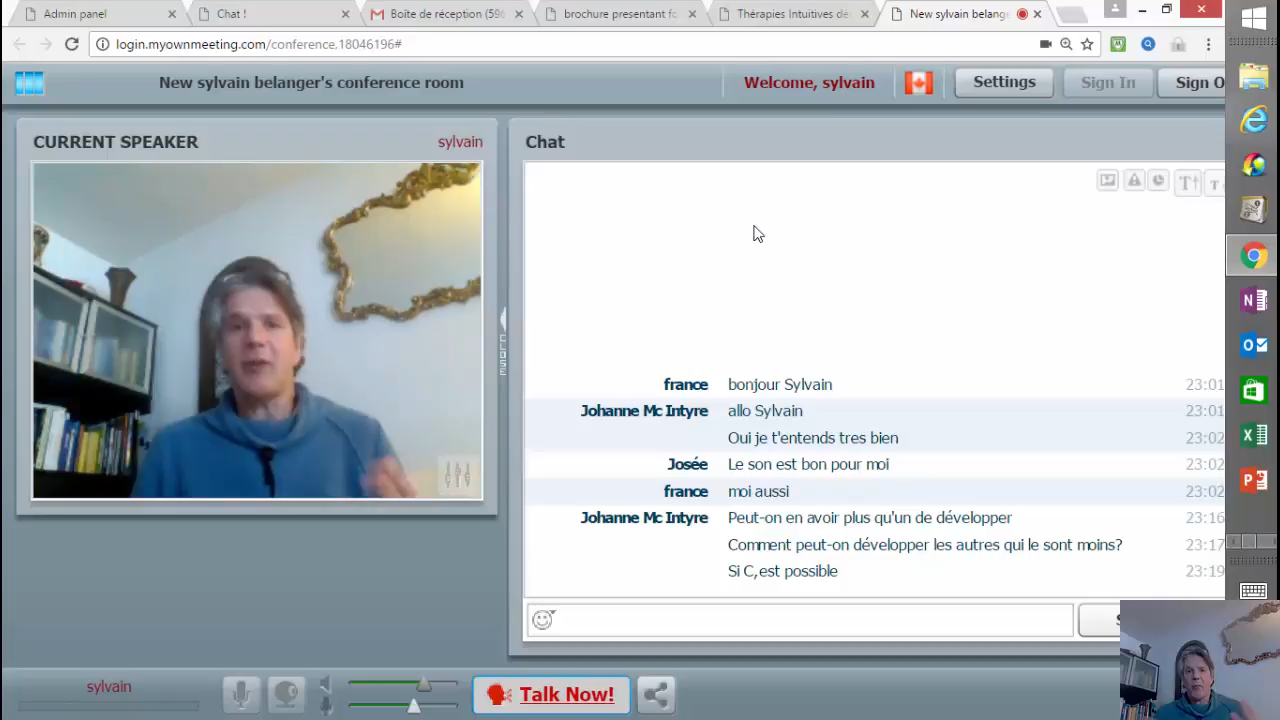 Admin panel
Chat !
Boîte de réception (596
brochure presentant fo
Thérapies Intuitives de
New sylvain belange
login.myownmeeting.com/conference,18046196#
New sylvain belanger's conference room
Welcome, sylvain
Settings
Sign In
Sign O
CURRENT SPEAKER
sylvain
Chat
france bonjour Sylvain 23:01
Johanne Mc Intyre allo Sylvain 23:01
Oui je t'entends tres bien 23:02
Josée Le son est bon pour moi 23:02
france moi aussi 23:02
Johanne Mc Intyre Peut-on en avoir plus qu'un de développer 23:16
Comment peut-on développer les autres qui le sont moins? 23:17
Si C,est possible 23:19
sylvain
Talk Now!